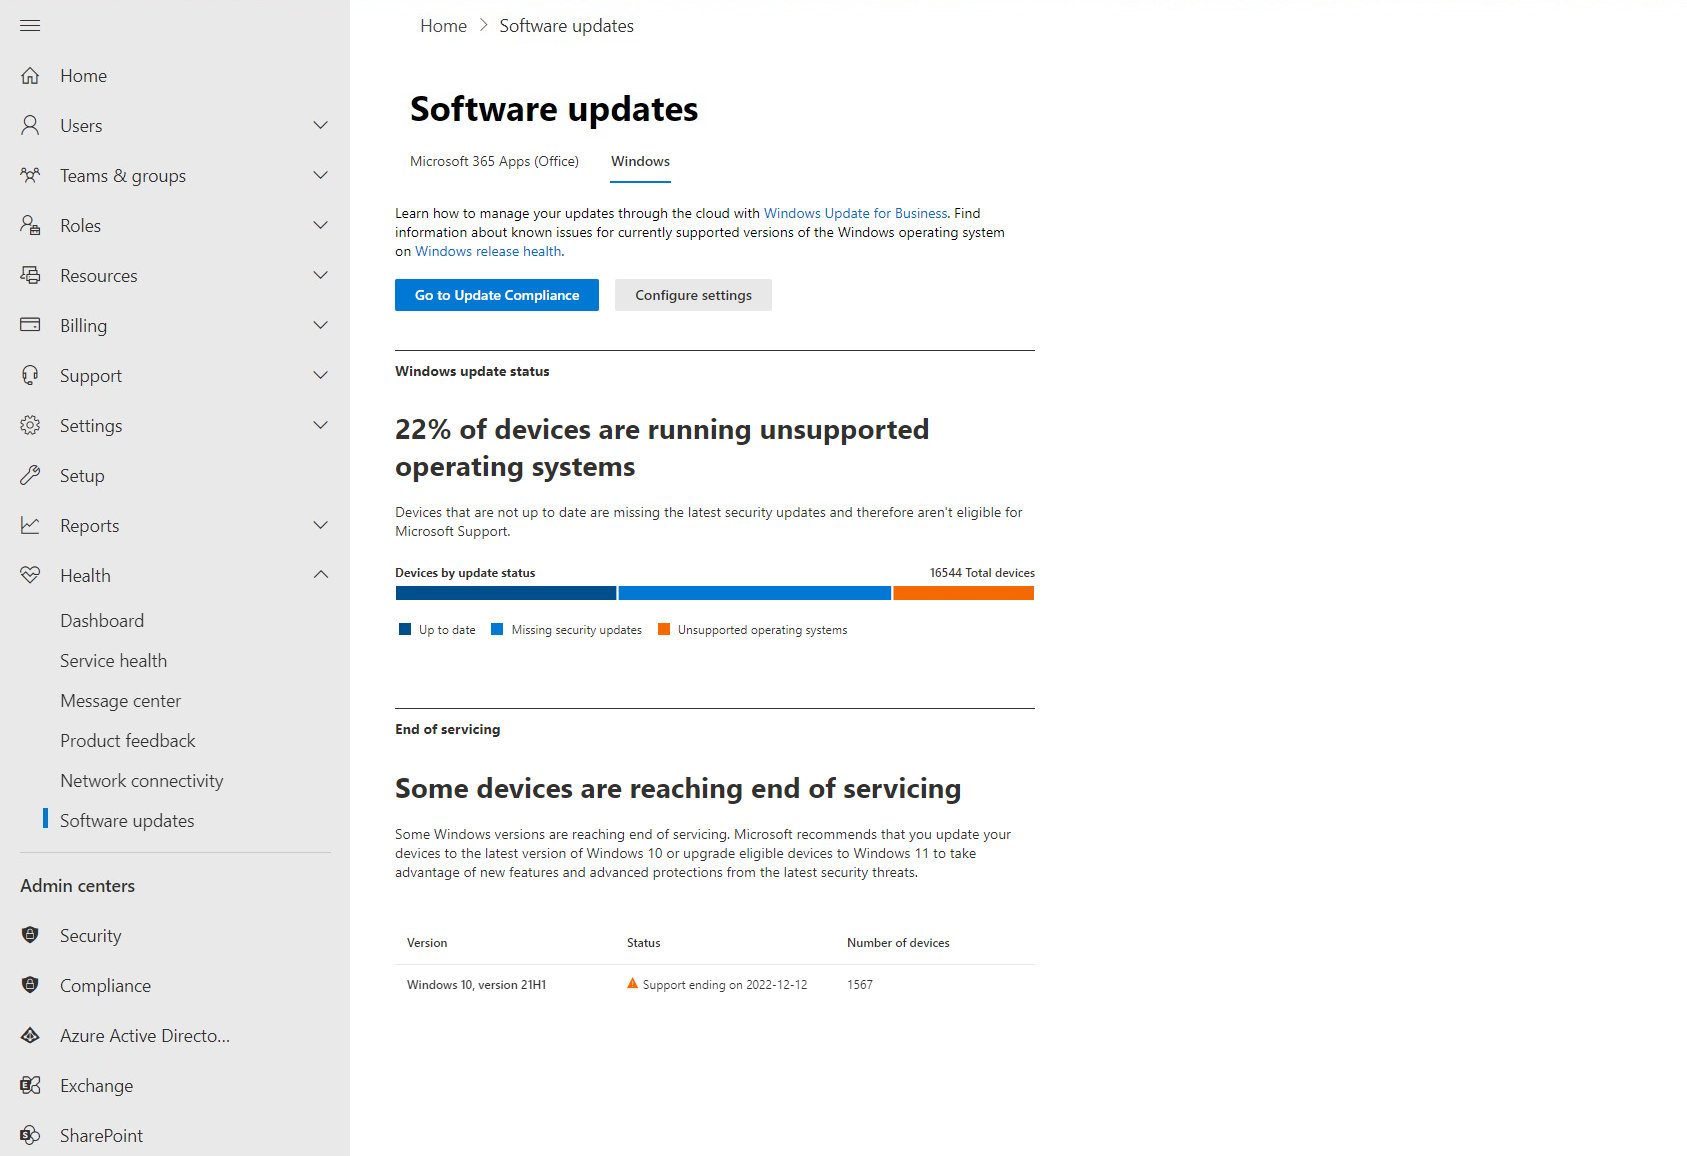 Home
Users
Teams & groups
Roles
Resources
Billing
Support
Settings
Setup
Reports
Health
Dashboard
Service health
Message center
Product feedback
Network connectivity
Software updates
Admin centers
Security
Compliance
Azure Active Directo...
Exchange
SharePoint
Home > Software updates
Software updates
Microsoft 365 Apps (Office) Windows
Learn how to manage your updates through the cloud with Windows Update for Business. Find
information about known issues for currently supported versions of the Windows operating system
on Windows release health.
Go to Update Compliance Configure settings
Windows update status
22% of devices are running unsupported
operating systems
Devices that are not up to date are missing the latest security updates and therefore aren't eligible for
Microsoft Support.
Devices by update status 16544 Total devices
Up to date Missing security updates Unsupported operating systems
End of servicing
Some devices are reaching end of servicing
Some Windows versions are reaching end of servicing. Microsoft recommends that you update your
devices to the latest version of Windows 10 or upgrade eligible devices to Windows 11 to take
advantage of new features and advanced protections from the latest security threats.
Version Status Number of devices
Windows 10, version 21H1 Support ending on 2022-12-12 1567